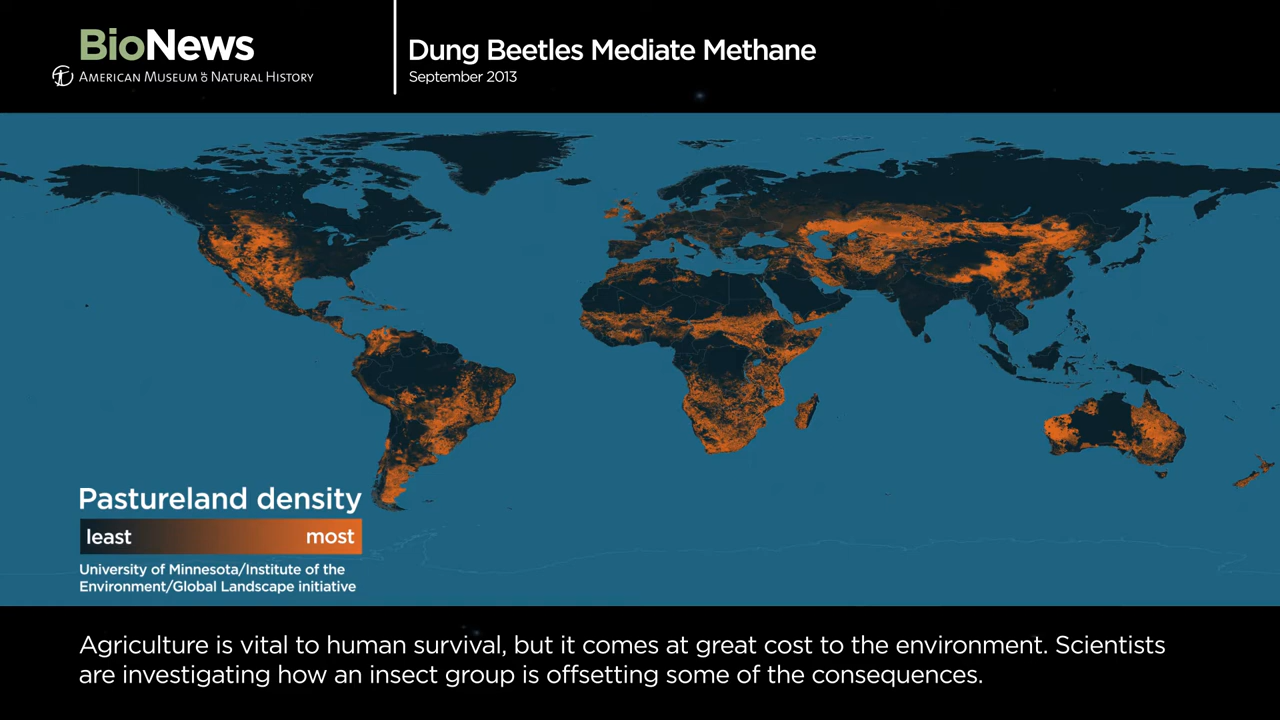 BioNews
American Museum of Natural History
Dung Beetles Mediate Methane
September 2013
Pastureland density
least most
University of Minnesota/Institute of the
Environment/Global Landscape initiative
Agriculture is vital to human survival, but it comes at great cost to the environment. Scientists
are investigating how an insect group is offsetting some of the consequences.